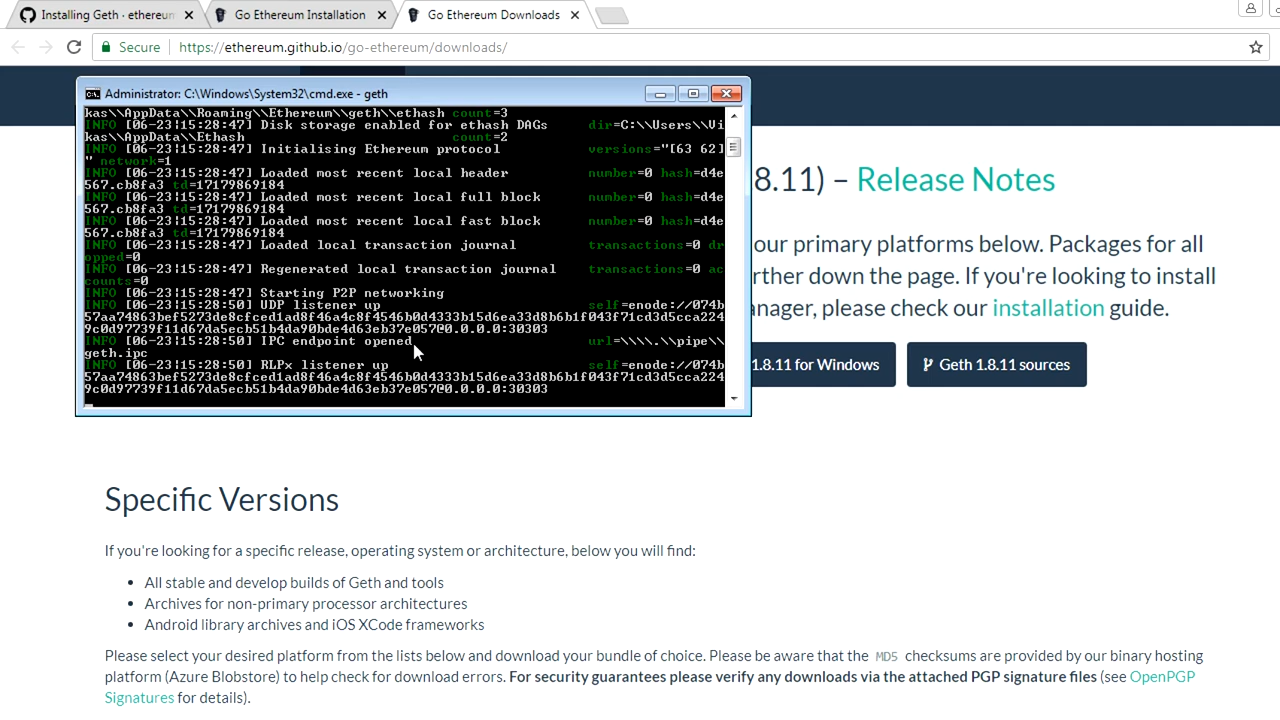 Installing Geth · ethereum
Go Ethereum Installation
Go Ethereum Downloads
Secure
https://ethereum.github.io/go-ethereum/downloads/
Administrator: C:\Windows\System32\cmd.exe - geth
kas\\AppData\\Roaming\\Ethereum\\geth\\ethash count=3
INFO [06-23|15:28:47] Disk storage enabled for ethash DAGs dir=C:\\Users\\Vi
kas\\AppData\\Ethash count=2
INFO [06-23|15:28:47] Initialising Ethereum protocol versions="[63 62]
" network=1
INFO [06-23|15:28:47] Loaded most recent local header number=0 hash=d4e
567.cb8fa3 td=17179869184
INFO [06-23|15:28:47] Loaded most recent local full block number=0 hash=d4e
567.cb8fa3 td=17179869184
INFO [06-23|15:28:47] Loaded most recent local fast block number=0 hash=d4e
567.cb8fa3 td=17179869184
INFO [06-23|15:28:47] Loaded local transaction journal transactions=0 dr
opped=0
INFO [06-23|15:28:47] Regenerated local transaction journal transactions=0 ac
counts=0
INFO [06-23|15:28:47] Starting P2P networking
INFO [06-23|15:28:50] UDP listener up self=enode://074b
57aa74863bef5273de8cfced1ad8f46a4c8f4546b0d4333b15d6ea33d8b6b1f043f71cd3d5cca224
9c0d97739f11d67da5ecb51b4da90bde4d63eb37e057@0.0.0.0:30303
INFO [06-23|15:28:50] IPC endpoint opened url=\\\\.\\pipe\\
geth.ipc
INFO [06-23|15:28:50] RLPx listener up self=enode://074b
57aa74863bef5273de8cfced1ad8f46a4c8f4546b0d4333b15d6ea33d8b6b1f043f71cd3d5cca224
9c0d97739f11d67da5ecb51b4da90bde4d63eb37e057@0.0.0.0:30303
8.11) – Release Notes
our primary platforms below. Packages for all
rther down the page. If you're looking to install
anager, please check our installation guide.
1.8.11 for Windows
Geth 1.8.11 sources
Specific Versions
If you're looking for a specific release, operating system or architecture, below you will find:
• All stable and develop builds of Geth and tools
• Archives for non-primary processor architectures
• Android library archives and iOS XCode frameworks
Please select your desired platform from the lists below and download your bundle of choice. Please be aware that the MD5 checksums are provided by our binary hosting
platform (Azure Blobstore) to help check for download errors. For security guarantees please verify any downloads via the attached PGP signature files (see OpenPGP
Signatures for details).